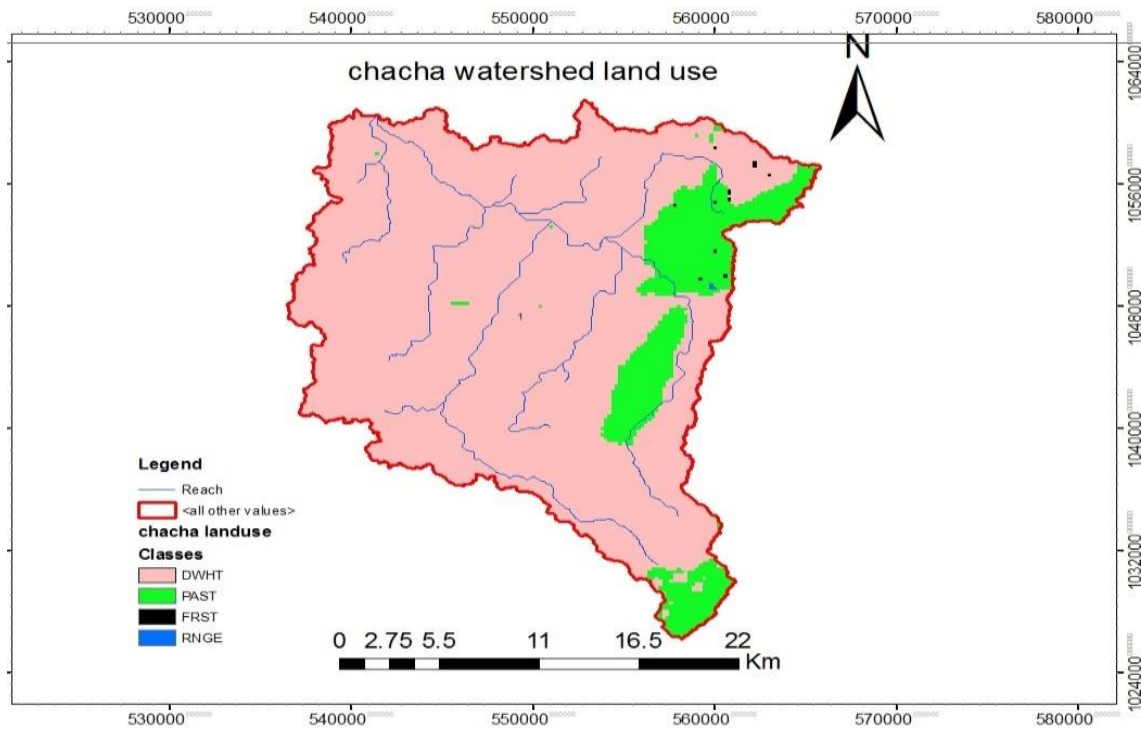 530000 540000 550000 560000 570000 580000
N
chacha watershed land use
1064000
1056000
1048000
1040000
1032000
1024000
1
Legend
Reach
<all other values>
chacha landuse
Classes
DWHT
PAST
FRST
RNGE
0 2.75 5.5 11 16.5 22
Km
530000 540000 550000 560000 570000 580000